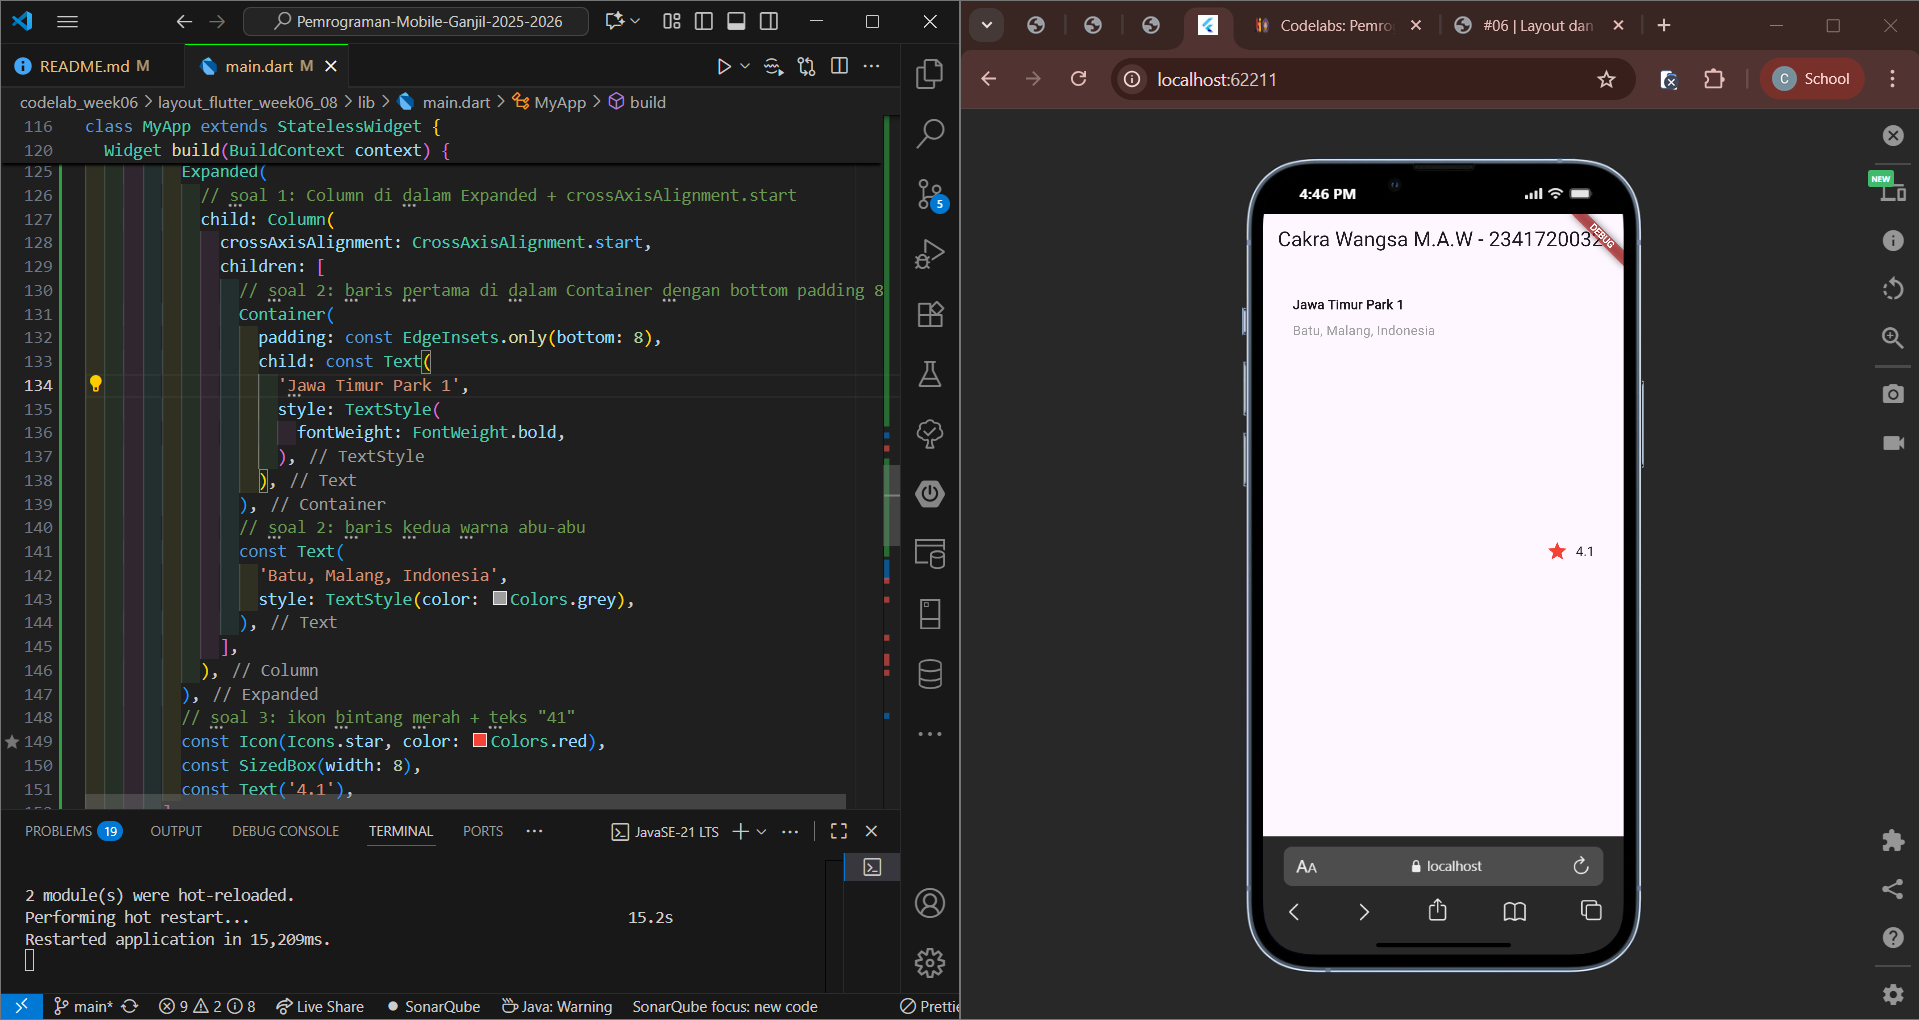 Pemrograman-Mobile-Ganjil-2025-2026
README.md M
main.dart M
codelab_week06 > layout_flutter_week06_08 > lib > main.dart > MyApp > build
116 class MyApp extends StatelessWidget {
120 Widget build(BuildContext context) {
125 Expanded(
126 // soal 1: Column di dalam Expanded + crossAxisAlignment.start
127 child: Column(
128 crossAxisAlignment: CrossAxisAlignment.start,
129 children: [
130 // soal 2: baris pertama di dalam Container dengan bottom padding 8
131 Container(
132 padding: const EdgeInsets.only(bottom: 8),
133 child: const Text(
134 'Jawa Timur Park 1',
135 style: TextStyle(
136 fontWeight: FontWeight.bold,
137 ), // TextStyle
138 ), // Text
139 ), // Container
140 // soal 2: baris kedua warna abu-abu
141 const Text(
142 'Batu, Malang, Indonesia',
143 style: TextStyle(color: Colors.grey),
144 ), // Text
145 ],
146 ), // Column
147 ), // Expanded
148 // soal 3: ikon bintang merah + teks "41"
149 const Icon(Icons.star, color: Colors.red),
150 const SizedBox(width: 8),
151 const Text('4.1'),
5
PROBLEMS 19 OUTPUT DEBUG CONSOLE TERMINAL PORTS ... JavaSE-21 LTS
2 module(s) were hot-reloaded.
Performing hot restart... 15.2s
Restarted application in 15,209ms.
main* 9 2 8 Live Share SonarQube Java: Warning SonarQube focus: new code Prettie
Codelabs: Pemro
#06 | Layout dan
localhost:62211
C School
NEW
4:46 PM
DEBUG
Cakra Wangsa M.A.W - 2341720032
Jawa Timur Park 1
Batu, Malang, Indonesia
4.1
AA localhost